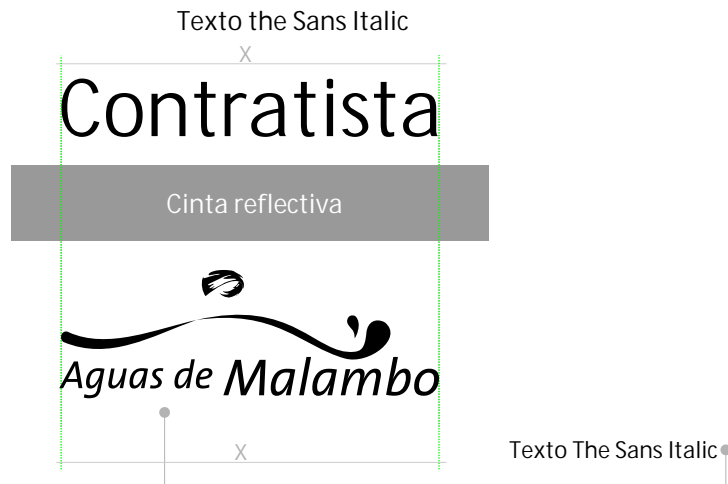 Texto the Sans Italic
X
Contratista
Cinta reflectiva
Aguas de Malambo
X
Texto The Sans Italic